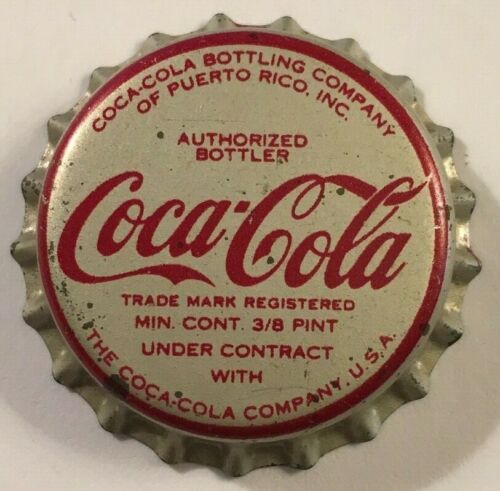 COCA-COLA BOTTLING COMPANY
OF PUERTO RICO, INC.
AUTHORIZED
BOTTLER
Coca-Cola
TRADE MARK REGISTERED
MIN. CONT. 3/8 PINT
UNDER CONTRACT
WITH
THE COCA-COLA COMPANY, U.S.A.